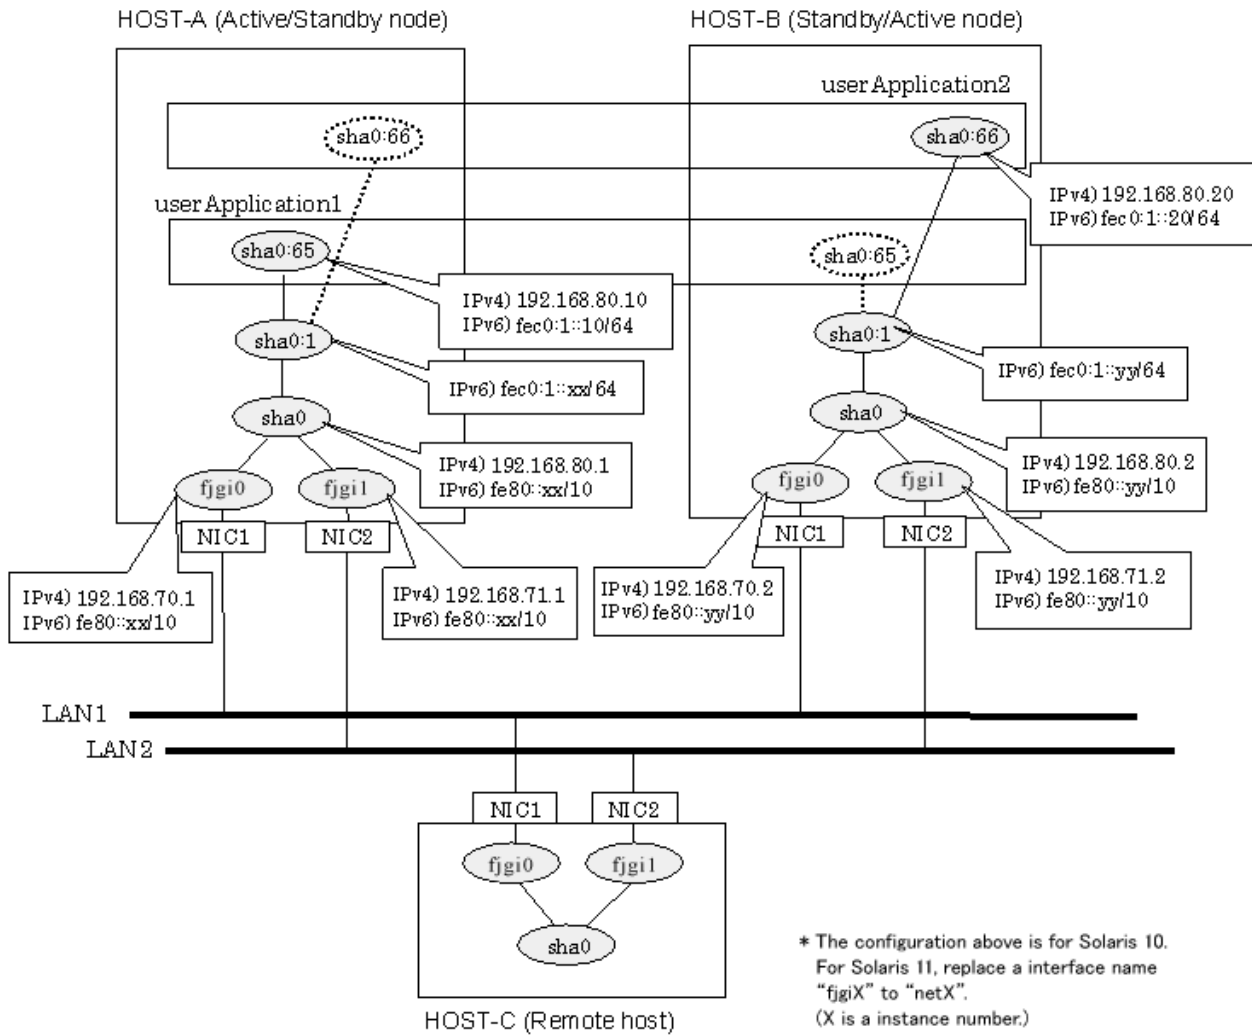 HOST-A (Active/Standby node)
HOST-B (Standby/Active node)
userApplication2
sha0:66
sha0:66
IPv4) 192.168.80.20
IPv6) fec0:1::20/64
userApplication1
sha0:65
sha0:65
IPv4) 192.168.80.10
IPv6) fec0:1::10/64
sha0:1
sha0:1
IPv6) fec0:1::xx/64
IPv6) fec0:1::yy/64
sha0
sha0
IPv4) 192.168.80.1
IPv6) fe80::xx/10
IPv4) 192.168.80.2
IPv6) fe80::yy/10
fjgi0
fjgi1
fjgi0
fjgi1
NIC1
NIC2
NIC1
NIC2
IPv4) 192.168.70.1
IPv6) fe80::xx/10
IPv4) 192.168.71.1
IPv6) fe80::xx/10
IPv4) 192.168.70.2
IPv6) fe80::yy/10
IPv4) 192.168.71.2
IPv6) fe80::yy/10
LAN1
LAN2
NIC1
NIC2
fjgi0
fjgi1
sha0
HOST-C (Remote host)
* The configuration above is for Solaris 10.
For Solaris 11, replace a interface name
“fjgiX” to “netX”.
(X is a instance number.)